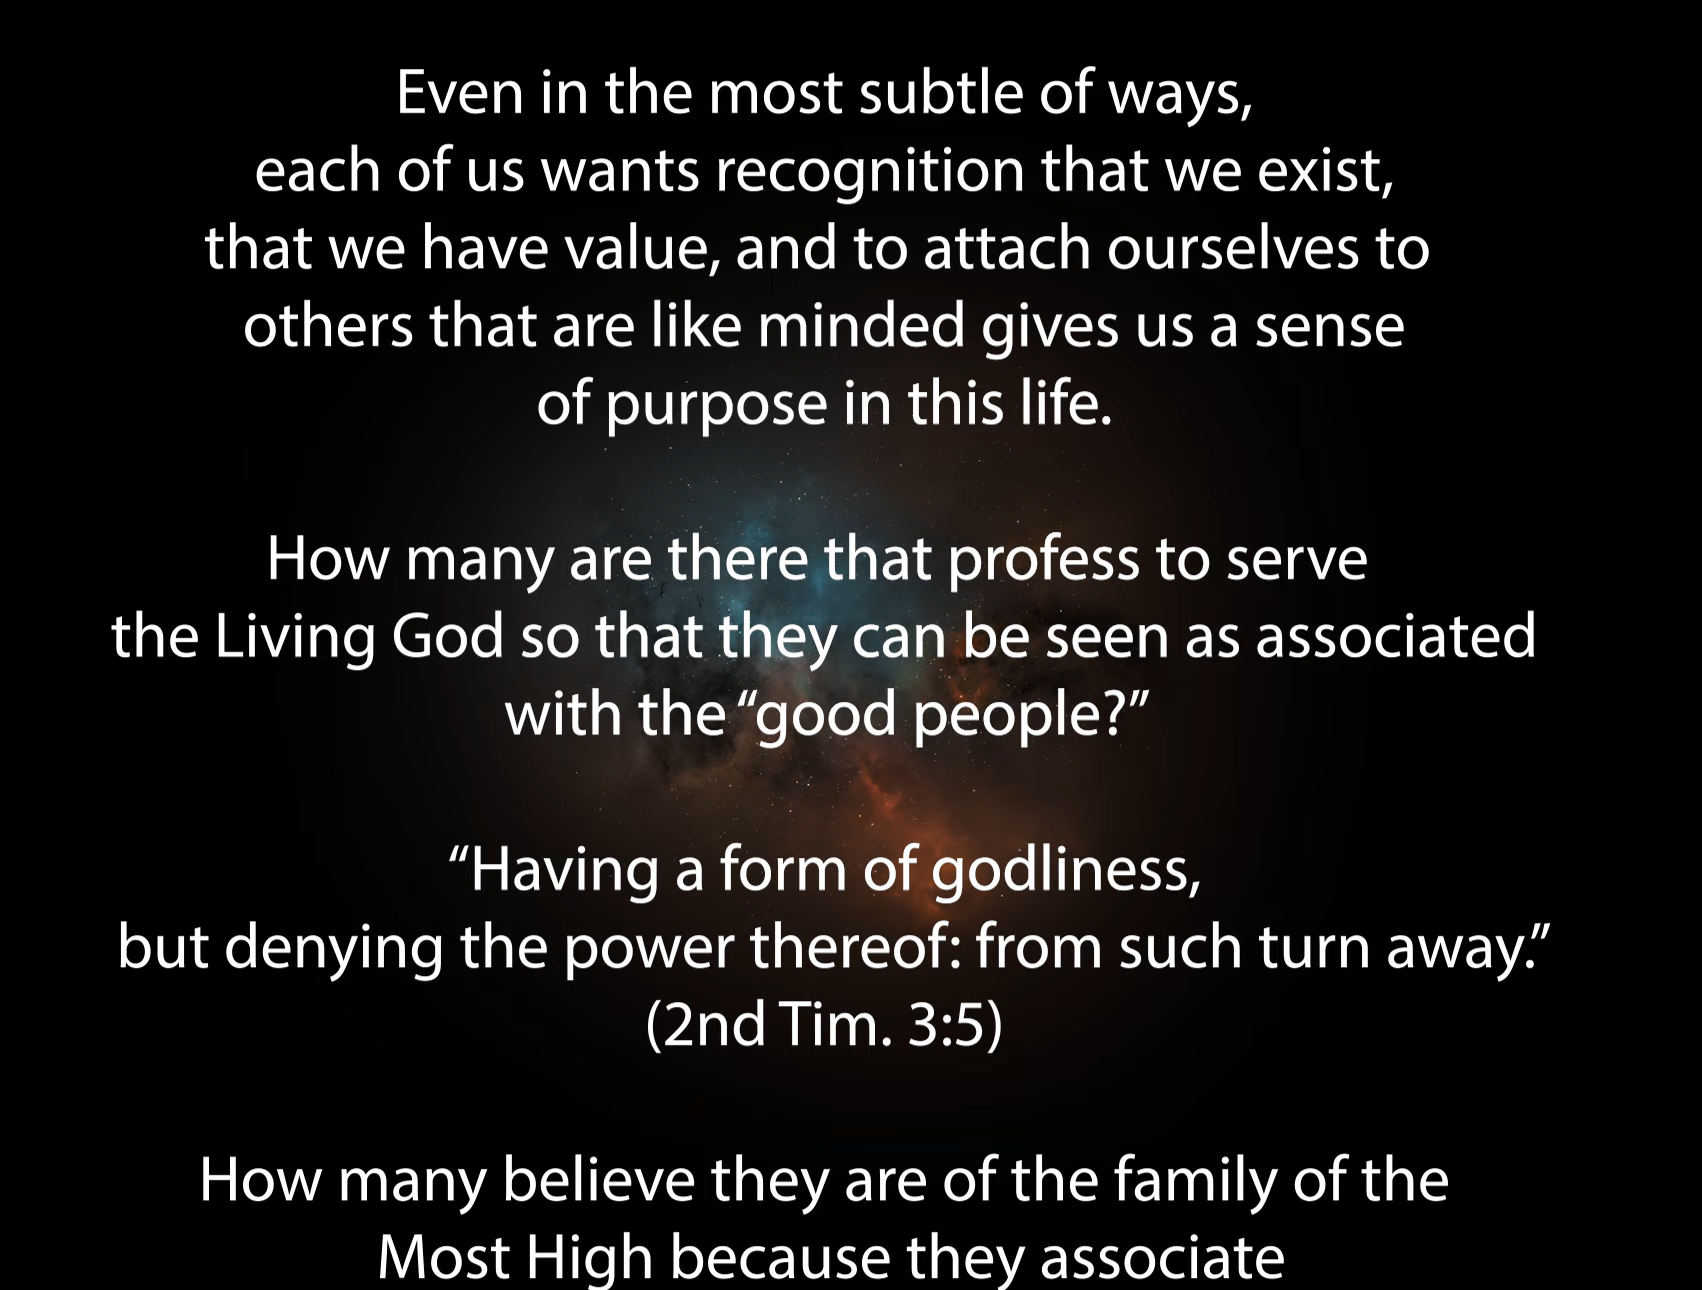 Even in the most subtle of ways,
each of us wants recognition that we exist,
that we have value, and to attach ourselves to
others that are like minded gives us a sense
of purpose in this life.
How many are there that profess to serve
the Living God so that they can be seen as associated
with the “good people?”
“Having a form of godliness,
but denying the power thereof: from such turn away.”
(2nd Tim. 3:5)
How many believe they are of the family of the
Most High because they associate